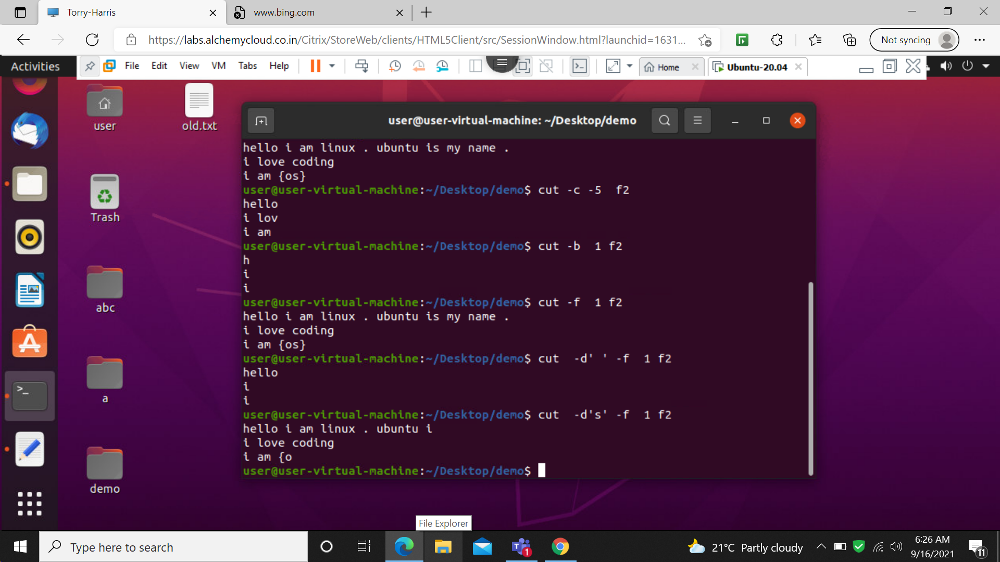 Torry-Harris
www.bing.com
https://labs.alchemycloud.co.in/Citrix/StoreWeb/clients/HTML5Client/src/SessionWindow.html?launchid=1631...
Not syncing
Activities
File Edit View VM Tabs Help
Home
Ubuntu-20.04
user
old.txt
Trash
abc
a
demo
user@user-virtual-machine: ~/Desktop/demo
hello i am linux . ubuntu is my name .
i love coding
i am {os}
user@user-virtual-machine:~/Desktop/demo$ cut -c -5  f2
hello
i lov
i am
user@user-virtual-machine:~/Desktop/demo$ cut -b  1 f2
h
i
i
user@user-virtual-machine:~/Desktop/demo$ cut -f  1 f2
hello i am linux . ubuntu is my name .
i love coding
i am {os}
user@user-virtual-machine:~/Desktop/demo$ cut  -d' ' -f  1 f2
hello
i
i
user@user-virtual-machine:~/Desktop/demo$ cut  -d's' -f  1 f2
hello i am linux . ubuntu i
i love coding
i am {o
user@user-virtual-machine:~/Desktop/demo$
File Explorer
Type here to search
1
21°C Partly cloudy
6:26 AM
9/16/2021
11